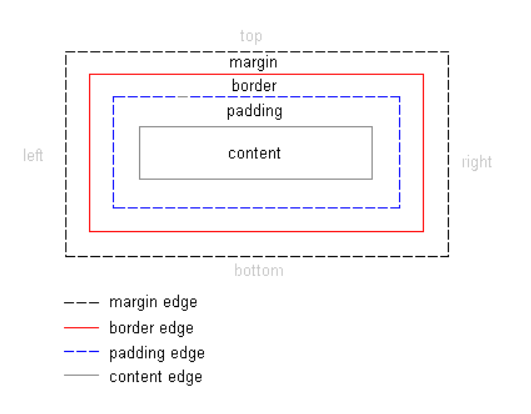 top
margin
border
padding
left
content
right
bottom
margin edge
border edge
padding edge
content edge